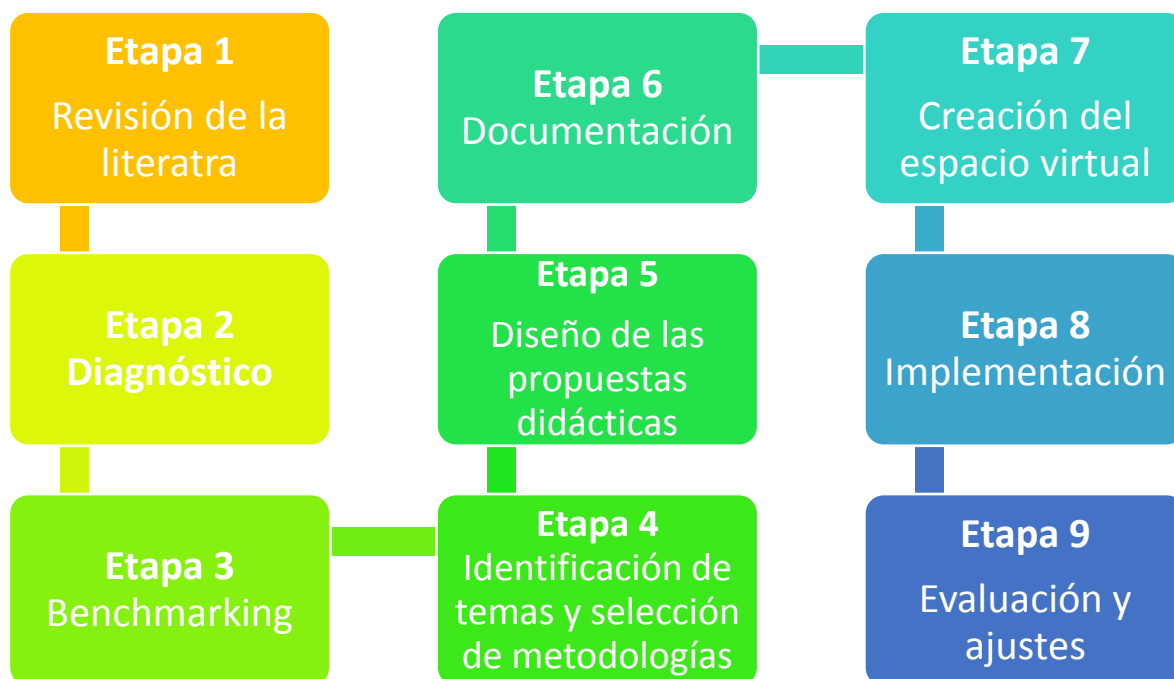 Etapa 1
Revisión de la
literatra
Etapa 2
Diagnóstico
Etapa 3
Benchmarking
Etapa 4
Identificación de
temas y selección
de metodologías
Etapa 5
Diseño de las
propuestas
didácticas
Etapa 6
Documentación
Etapa 7
Creación del
espacio virtual
Etapa 8
Implementación
Etapa 9
Evaluación y
ajustes